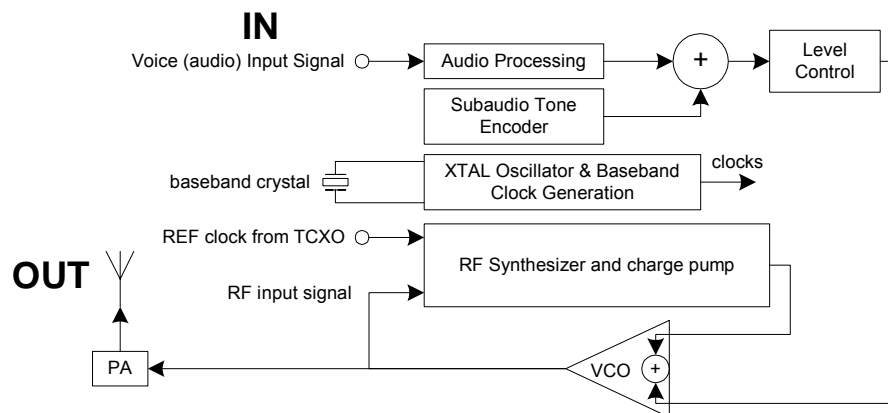 IN
Voice (audio) Input Signal
Audio Processing
+
Level
Control
Subaudio Tone
Encoder
baseband crystal
XTAL Oscillator & Baseband
Clock Generation
clocks
REF clock from TCXO
RF Synthesizer and charge pump
OUT
RF input signal
PA
VCO
+